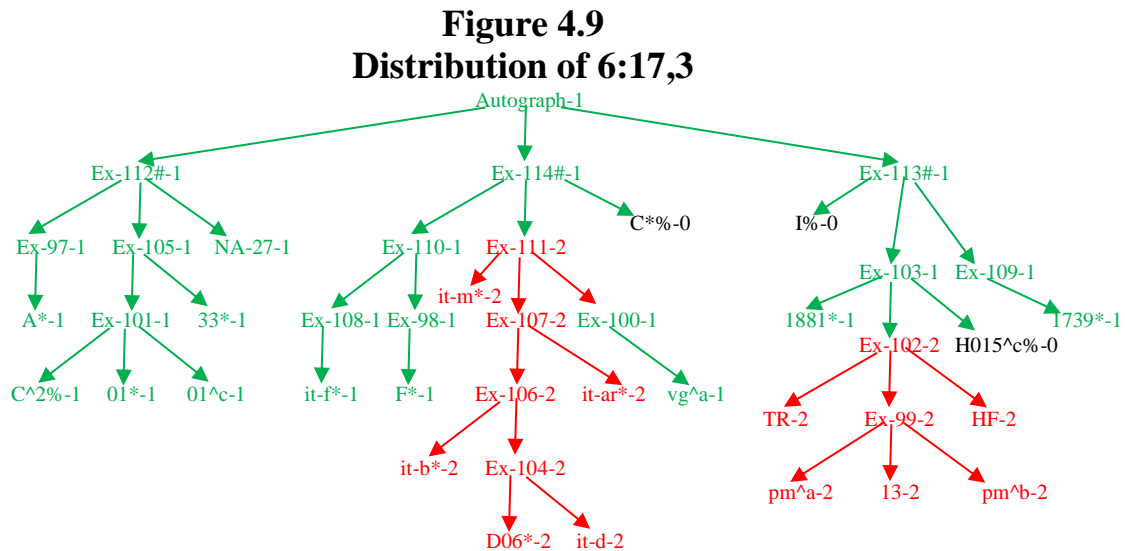 Figure 4.9
Distribution of 6:17,3
Autograph-1
Ex-112#-1 Ex-114#-1 Ex-113#-1
C*%-0 I%-0
Ex-97-1 Ex-105-1 NA-27-1 Ex-110-1 Ex-111-2
Ex-103-1 Ex-109-1
it-m*-2
A*-1 Ex-101-1 33*-1 Ex-108-1 Ex-98-1 Ex-107-2 Ex-100-1 1881*-1 1739*-1
Ex-102-2 H015^c%-0
C^2%-1 01*-1 01^c-1 it-f*-1 F*-1 Ex-106-2 it-ar*-2 vg^a-1
TR-2 Ex-99-2 HF-2
it-b*-2 Ex-104-2
pm^a-2 13-2 pm^b-2
D06*-2 it-d-2